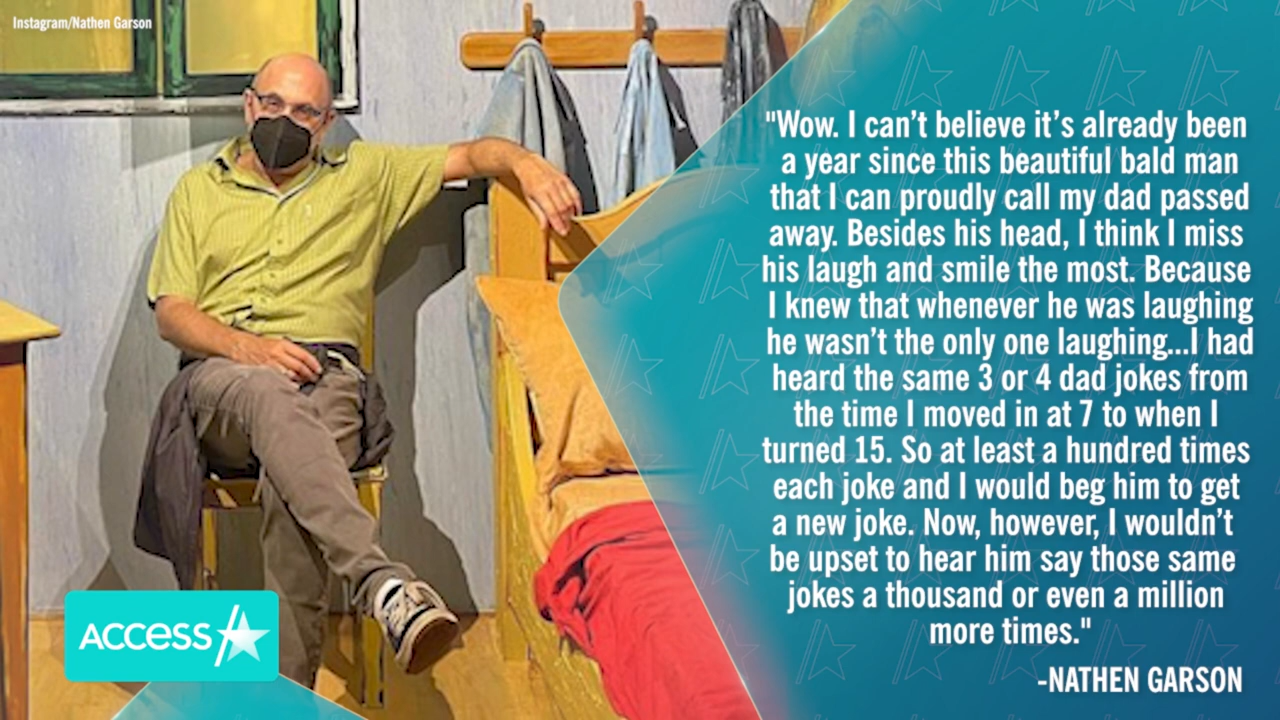 Instagram/Nathen Garson
"Wow. I can’t believe it’s already been
a year since this beautiful bald man
that I can proudly call my dad passed
away. Besides his head, I think I miss
his laugh and smile the most. Because
I knew that whenever he was laughing
he wasn’t the only one laughing...I had
heard the same 3 or 4 dad jokes from
the time I moved in at 7 to when I
turned 15. So at least a hundred times
each joke and I would beg him to get
a new joke. Now, however, I wouldn’t
be upset to hear him say those same
jokes a thousand or even a million
more times."
-NATHEN GARSON
ACCESS